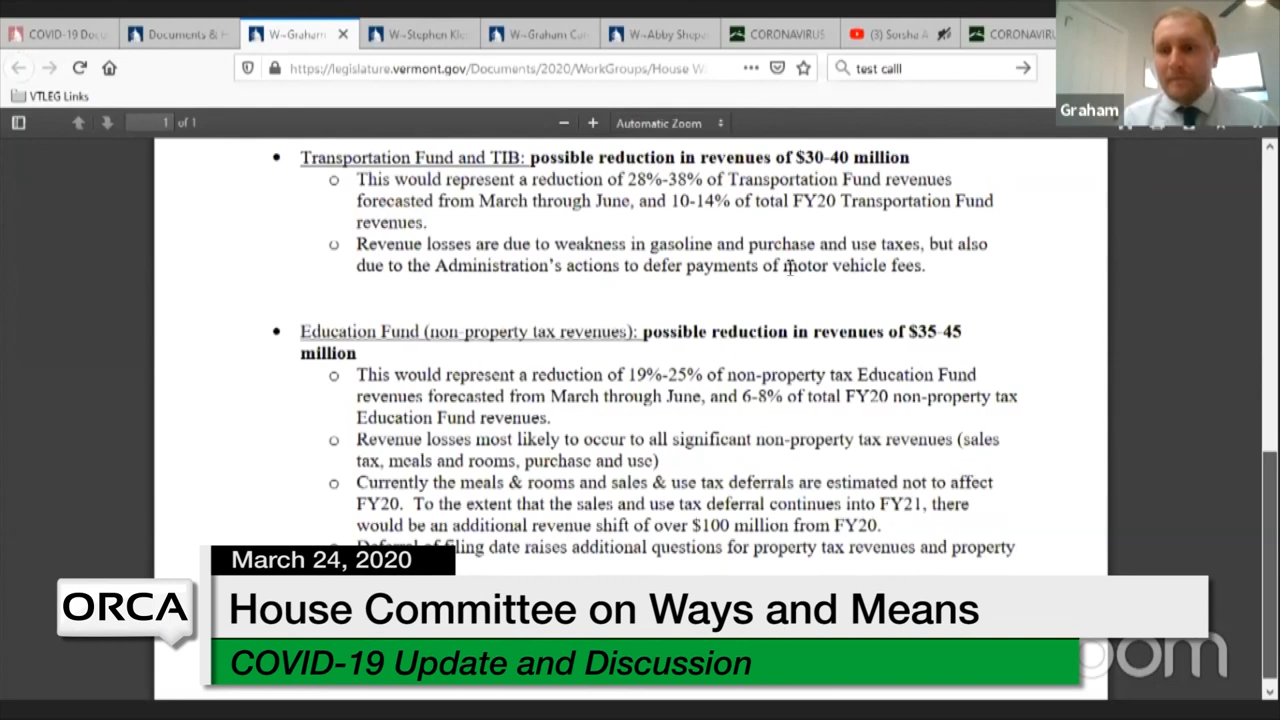 COVID-19 Docu
Documents & H
W~Graham
W~Stephen Kle
W~Graham Can
W~Abby Shepa
CORONAVIRUS
(3) Sorsha A
CORONAVIRU
https://legislature.vermont.gov/Documents/2020/WorkGroups/House W
test calll
VTLEG Links
1 of 1
Automatic Zoom
Graham
• Transportation Fund and TIB: possible reduction in revenues of $30-40 million
o This would represent a reduction of 28%-38% of Transportation Fund revenues
forecasted from March through June, and 10-14% of total FY20 Transportation Fund
revenues.
o Revenue losses are due to weakness in gasoline and purchase and use taxes, but also
due to the Administration's actions to defer payments of motor vehicle fees.
• Education Fund (non-property tax revenues): possible reduction in revenues of $35-45
million
o This would represent a reduction of 19%-25% of non-property tax Education Fund
revenues forecasted from March through June, and 6-8% of total FY20 non-property tax
Education Fund revenues.
o Revenue losses most likely to occur to all significant non-property tax revenues (sales
tax, meals and rooms, purchase and use)
o Currently the meals & rooms and sales & use tax deferrals are estimated not to affect
FY20. To the extent that the sales and use tax deferral continues into FY21, there
would be an additional revenue shift of over $100 million from FY20.
filing date raises additional questions for property tax revenues and property
March 24, 2020
ORCA
House Committee on Ways and Means
COVID-19 Update and Discussion
oom